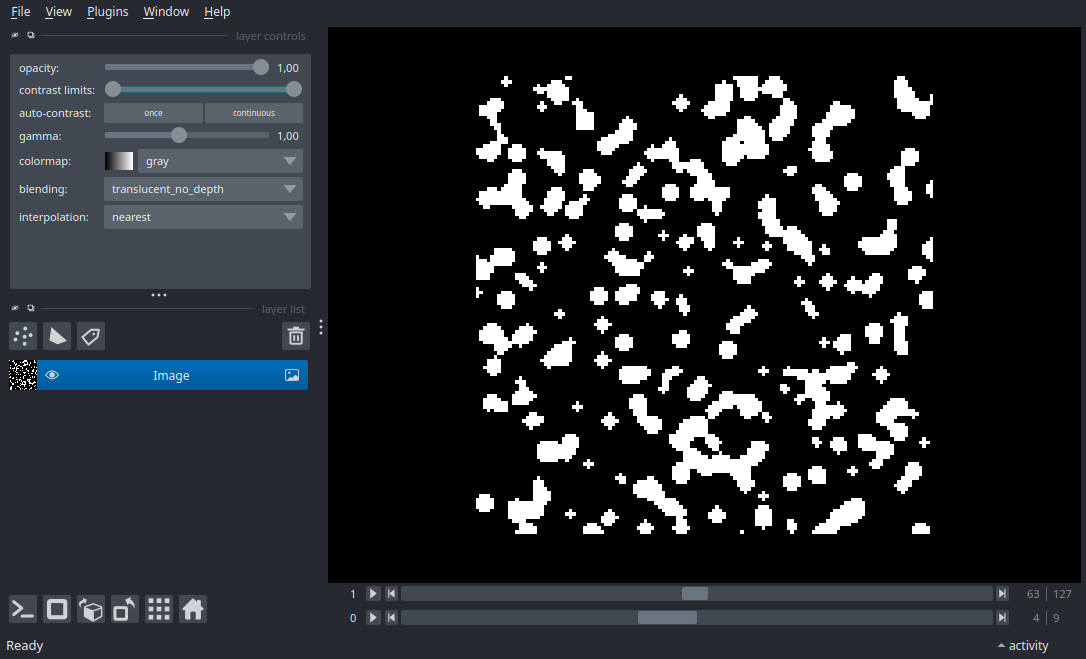 File View Plugins Window Help
layer controls
opacity: 1,00
contrast limits:
auto-contrast: once continuous
gamma: 1,00
colormap: gray
blending: translucent_no_depth
interpolation: nearest
layer list
Image
1 63 127
0 4 9
Ready activity